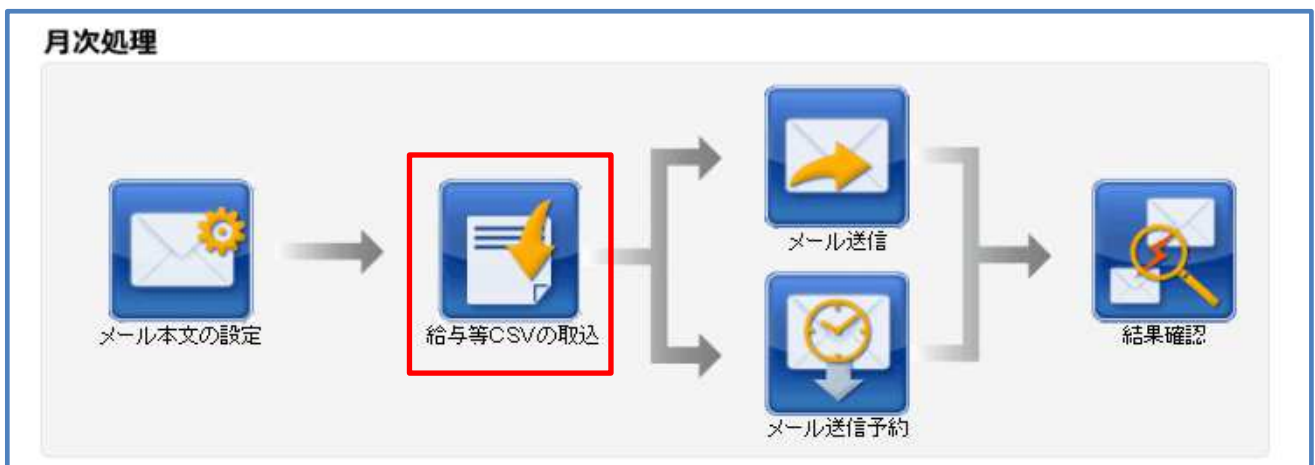 月次処理
メール本文の設定
給与等CSVの取込
メール送信
メール送信予約
結果確認